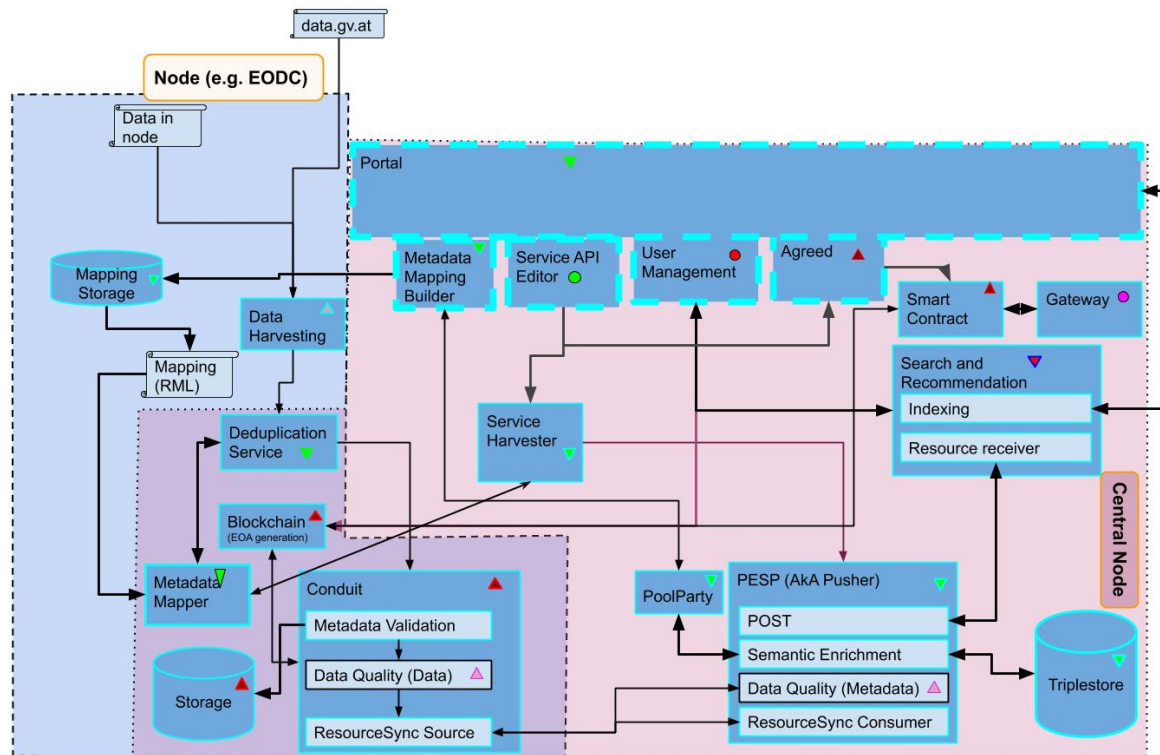 data.gv.at
Node (e.g. EODC)
Data in
node
Portal
Metadata
Mapping
Builder
Service API
Editor
User
Management
Agreed
Mapping
Storage
Data
Harvesting
Smart
Contract
Gateway
Mapping
(RML)
Search and
Recommendation
Indexing
Resource receiver
Deduplication
Service
Service
Harvester
Central Node
Blockchain
(EOA generation)
Metadata
Mapper
Conduit
Metadata Validation
Data Quality (Data)
ResourceSync Source
Storage
PoolParty
PESP (AkA Pusher)
POST
Semantic Enrichment
Data Quality (Metadata)
ResourceSync Consumer
Triplestore